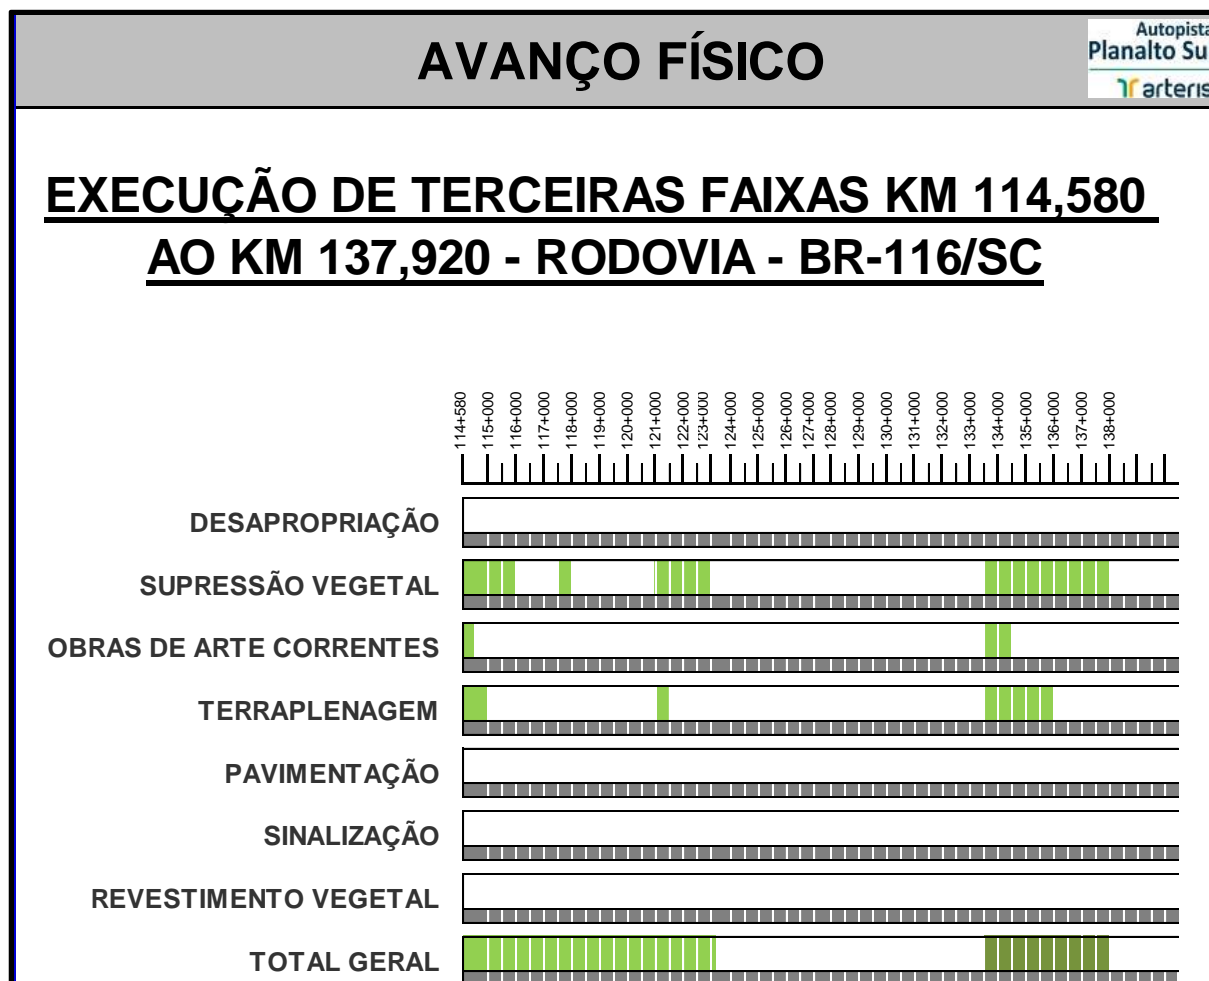 AVANÇO FÍSICO
Autopista
Planalto Su
arteris
EXECUÇÃO DE TERCEIRAS FAIXAS KM 114,580
AO KM 137,920 - RODOVIA - BR-116/SC
114+580
115+000
116+000
117+000
118+000
119+000
120+000
121+000
122+000
123+000
124+000
125+000
126+000
127+000
128+000
129+000
130+000
131+000
132+000
133+000
134+000
135+000
136+000
137+000
138+000
DESAPROPRIAÇÃO
SUPRESSÃO VEGETAL
OBRAS DE ARTE CORRENTES
TERRAPLENAGEM
PAVIMENTAÇÃO
SINALIZAÇÃO
REVESTIMENTO VEGETAL
TOTAL GERAL